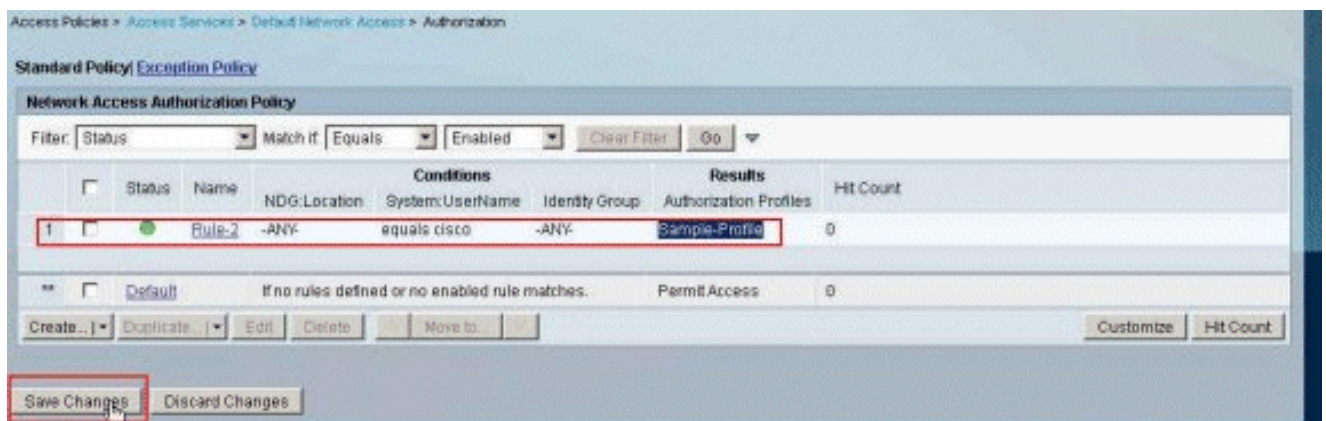 Access Policies > Access Services > Default Network Access > Authorization
Standard Policy| Exception Policy
Network Access Authorization Policy
Filter: Status Match if: Equals Enabled Clear Filter Go
Status Name Conditions Results Hit Count
NDG:Location System:UserName Identity Group Authorization Profiles
1 Rule-2 -ANY- equals cisco -ANY- Sample-Profile 0
** Default If no rules defined or no enabled rule matches. Permit Access 0
Create... | Duplicate... | Edit Delete Move to... Customize Hit Count
Save Changes Discard Changes